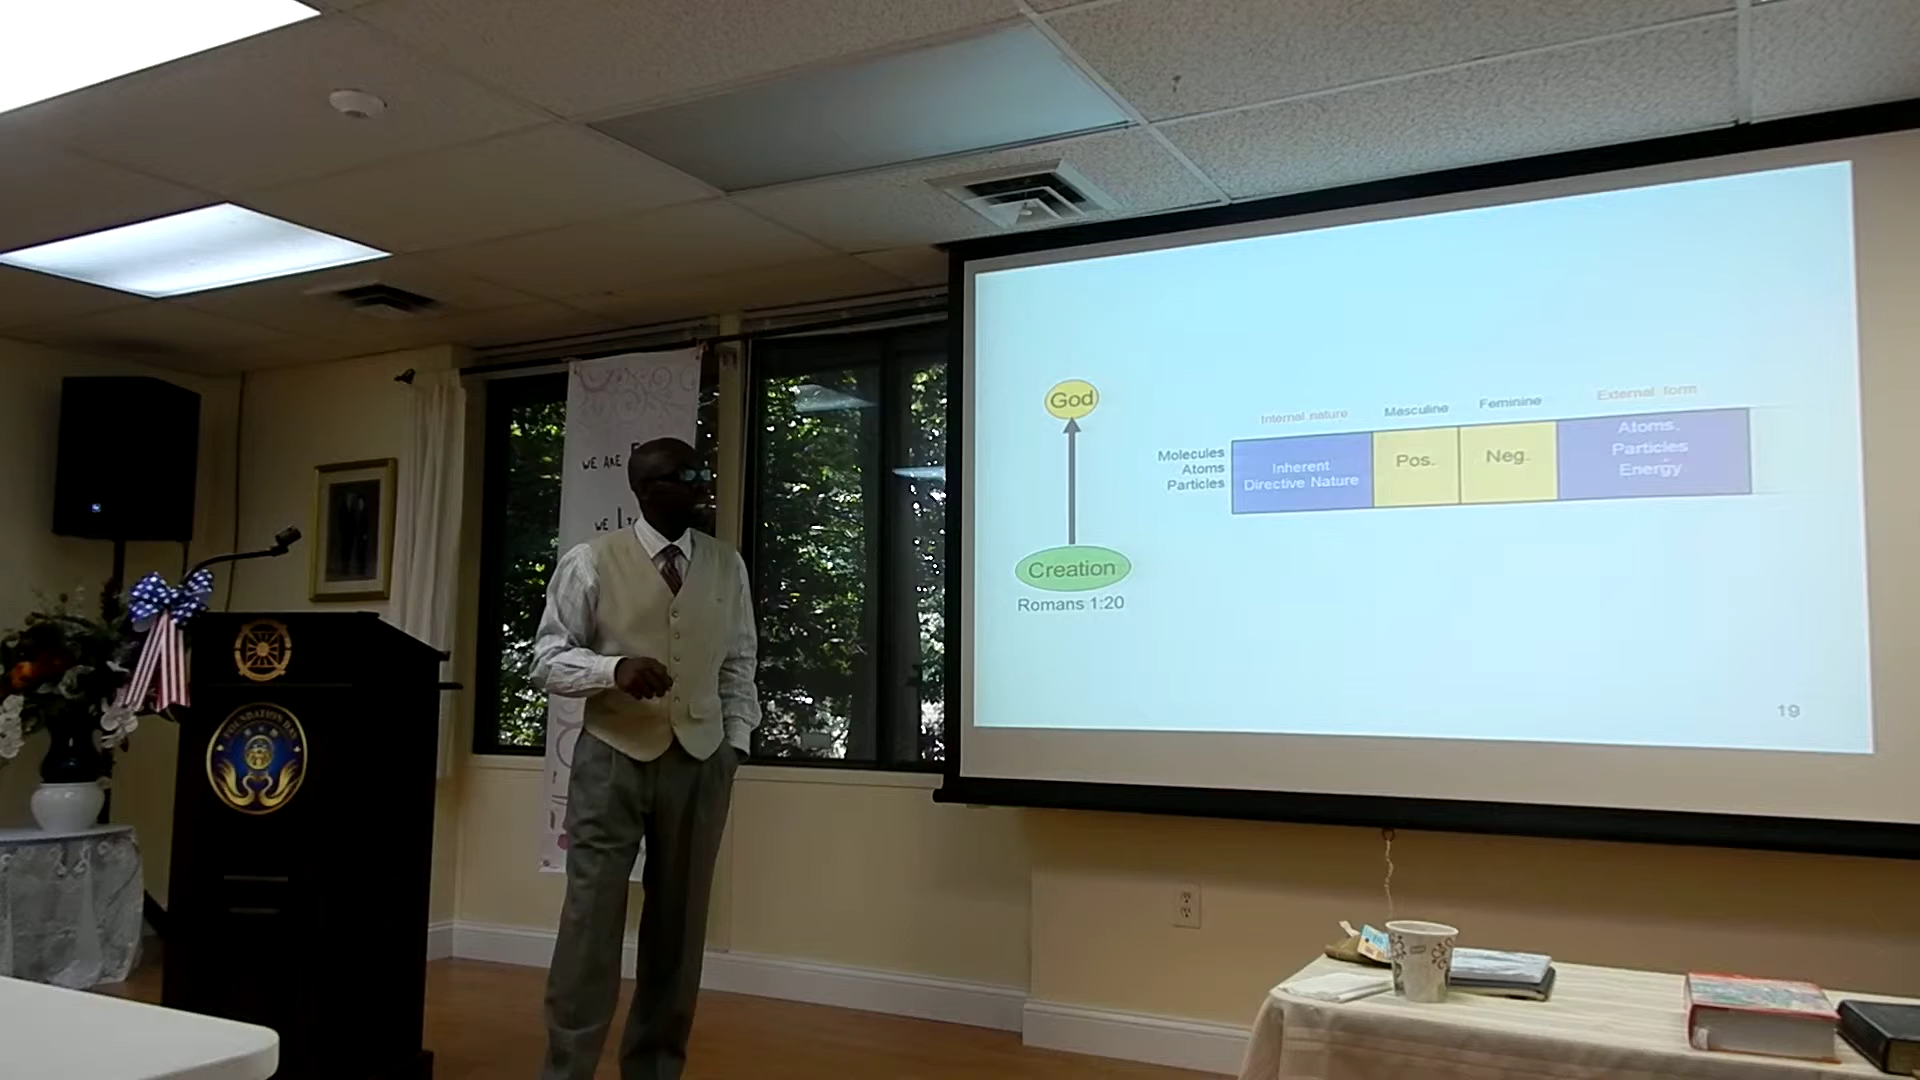 WE ARE
WE
FOUNDATION DAY
God
Creation
Romans 1:20
Internal nature
Masculine
Feminine
External form
Molecules
Atoms
Particles
Inherent
Directive Nature
Pos.
Neg.
Atoms,
Particles
Energy
19